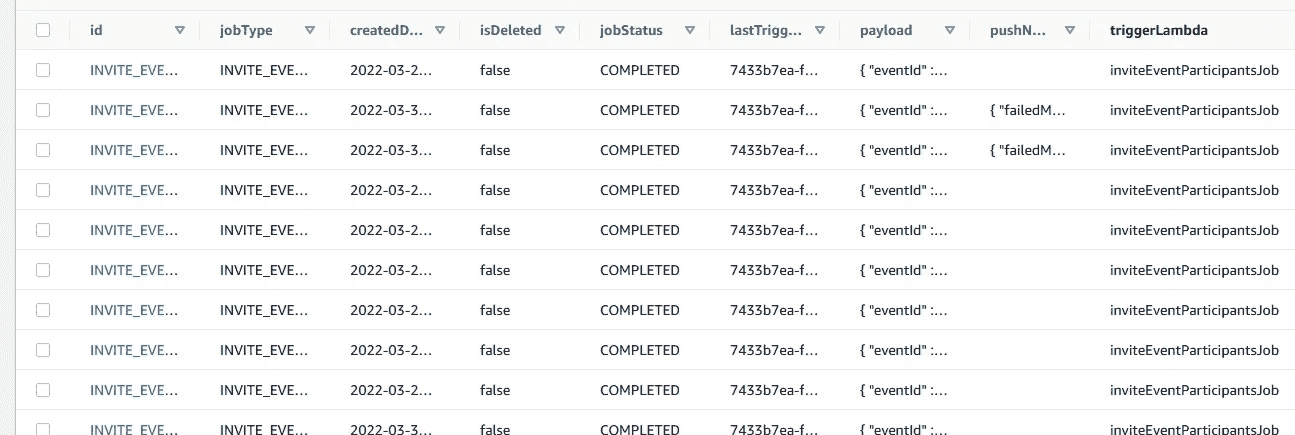 id jobType createdD... isDeleted jobStatus lastTrigg... payload pushN... triggerLambda
INVITE_EVE... INVITE_EVE... 2022-03-2... false COMPLETED 7433b7ea-f... { "eventId" :... inviteEventParticipantsJob
INVITE_EVE... INVITE_EVE... 2022-03-3... false COMPLETED 7433b7ea-f... { "eventId" :... { "failedM... inviteEventParticipantsJob
INVITE_EVE... INVITE_EVE... 2022-03-3... false COMPLETED 7433b7ea-f... { "eventId" :... { "failedM... inviteEventParticipantsJob
INVITE_EVE... INVITE_EVE... 2022-03-2... false COMPLETED 7433b7ea-f... { "eventId" :... inviteEventParticipantsJob
INVITE_EVE... INVITE_EVE... 2022-03-2... false COMPLETED 7433b7ea-f... { "eventId" :... inviteEventParticipantsJob
INVITE_EVE... INVITE_EVE... 2022-03-2... false COMPLETED 7433b7ea-f... { "eventId" :... inviteEventParticipantsJob
INVITE_EVE... INVITE_EVE... 2022-03-2... false COMPLETED 7433b7ea-f... { "eventId" :... inviteEventParticipantsJob
INVITE_EVE... INVITE_EVE... 2022-03-2... false COMPLETED 7433b7ea-f... { "eventId" :... inviteEventParticipantsJob
INVITE_EVE... INVITE_EVE... 2022-03-2... false COMPLETED 7433b7ea-f... { "eventId" :... inviteEventParticipantsJob
INVITE_EVE... INVITE_EVE... 2022-03-3... false COMPLETED 7433b7ea-f... { "eventId" :... inviteEventParticipantsJob